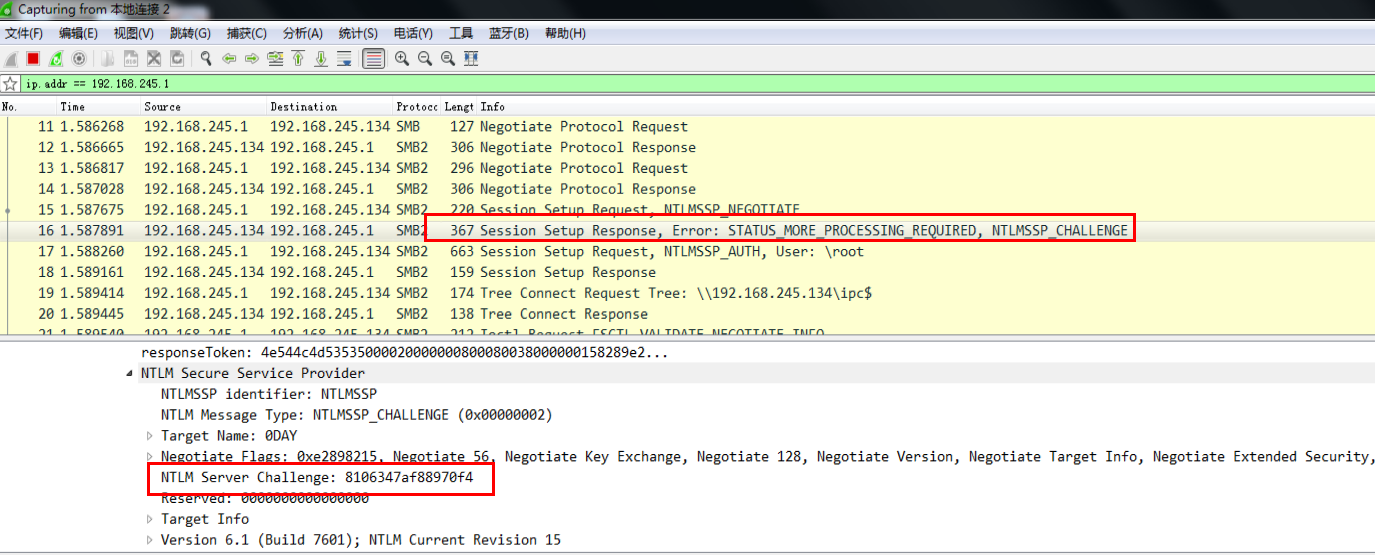 Capturing from 本地连接 2
文件(F) 编辑(E) 视图(V) 跳转(G) 捕获(C) 分析(A) 统计(S) 电话(Y) 工具 蓝牙(B) 帮助(H)
ip.addr == 192.168.245.1
No. Time Source Destination Protoco Lengt Info
11 1.586268 192.168.245.1 192.168.245.134 SMB 127 Negotiate Protocol Request
12 1.586665 192.168.245.134 192.168.245.1 SMB2 306 Negotiate Protocol Response
13 1.586817 192.168.245.1 192.168.245.134 SMB2 296 Negotiate Protocol Request
14 1.587028 192.168.245.134 192.168.245.1 SMB2 306 Negotiate Protocol Response
15 1.587675 192.168.245.1 192.168.245.134 SMB2 220 Session Setup Request, NTLMSSP_NEGOTIATE
16 1.587891 192.168.245.134 192.168.245.1 SMB2 367 Session Setup Response, Error: STATUS_MORE_PROCESSING_REQUIRED, NTLMSSP_CHALLENGE
17 1.588260 192.168.245.1 192.168.245.134 SMB2 663 Session Setup Request, NTLMSSP_AUTH, User: \root
18 1.589161 192.168.245.134 192.168.245.1 SMB2 159 Session Setup Response
19 1.589414 192.168.245.1 192.168.245.134 SMB2 174 Tree Connect Request Tree: \\192.168.245.134\ipc$
20 1.589445 192.168.245.134 192.168.245.1 SMB2 138 Tree Connect Response
21 1.589540 192.168.245.1 192.168.245.134 SMB2 212 Ioctl Request FSCTL_VALIDATE_NEGOTIATE_INFO
responseToken: 4e544c4d53535000020000000800080038000000158289e2...
NTLM Secure Service Provider
NTLMSSP identifier: NTLMSSP
NTLM Message Type: NTLMSSP_CHALLENGE (0x00000002)
Target Name: 0DAY
Negotiate Flags: 0xe2898215, Negotiate 56, Negotiate Key Exchange, Negotiate 128, Negotiate Version, Negotiate Target Info, Negotiate Extended Security,
NTLM Server Challenge: 8106347af88970f4
Reserved: 0000000000000000
Target Info
Version 6.1 (Build 7601); NTLM Current Revision 15